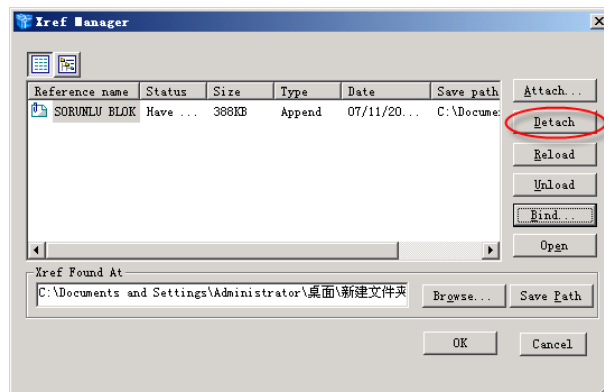 Xref Manager
Reference name Status Size Type Date Save path
SORUNLU BLOK Have ... 388KB Append 07/11/20... C:\Docume
Attach...
Detach
Reload
Unload
Bind...
Open
Xref Found At
C:\Documents and Settings\Administrator\桌面\新建文件夹
Browse... Save Path
OK Cancel